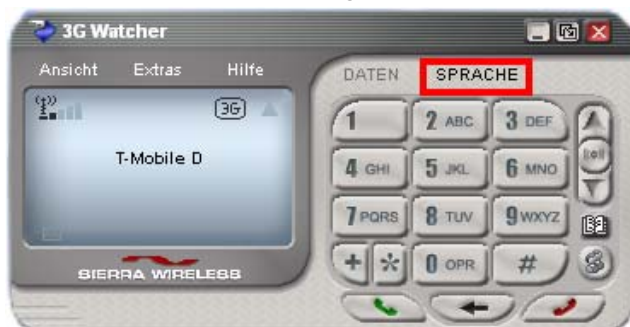 3G Watcher
Ansicht Extras Hilfe
DATEN SPRACHE
3G
T-Mobile D
SIERRA WIRELESS
1 2 ABC 3 DEF
4 GHI 5 JKL 6 MNO
7 PQRS 8 TUV 9 WXYZ
+ * 0 OPR #